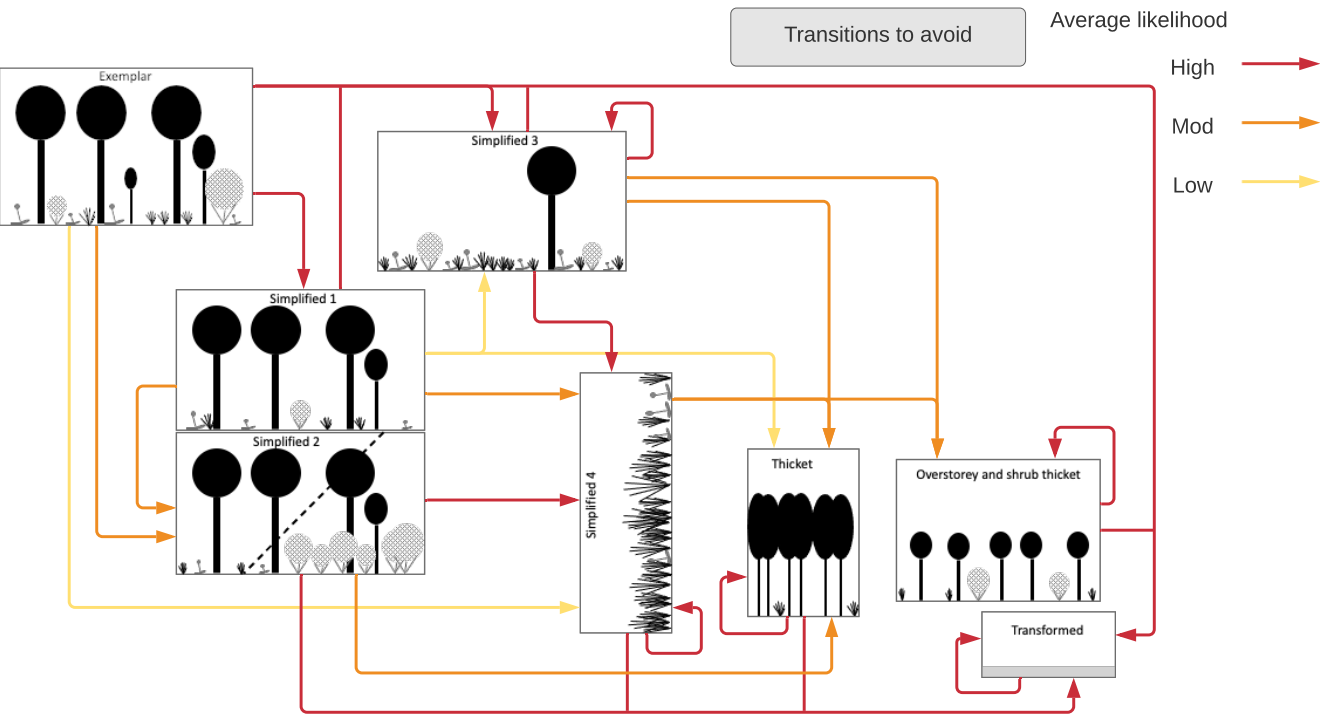 Transitions to avoid
Average likelihood
High
Mod
Low
Exemplar
Simplified 3
Simplified 1
Simplified 2
Simplified 4
Thicket
Overstorey and shrub thicket
Transformed